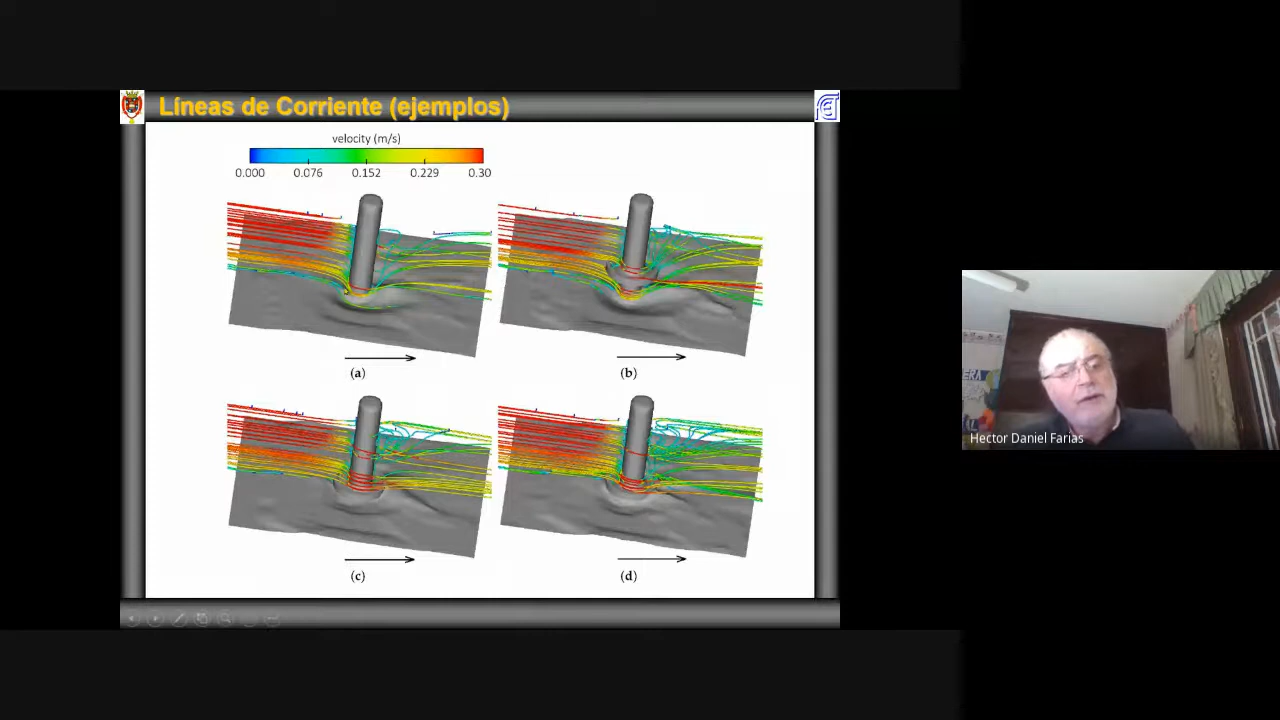 Líneas de Corriente (ejemplos)
velocity (m/s)
0.000 0.076 0.152 0.229 0.30
(a)
(b)
(c)
(d)
Hector Daniel Farias